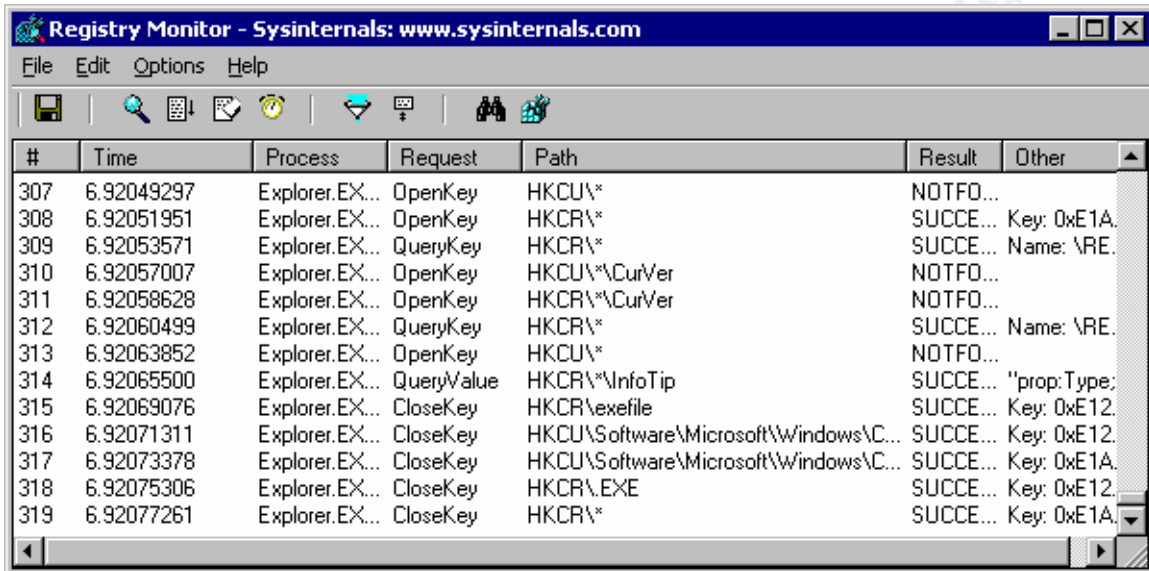 Registry Monitor - Sysinternals: www.sysinternals.com
File Edit Options Help
# Time Process Request Path Result Other
307 6.92049297 Explorer.EX... OpenKey HKCU\* NOTFO...
308 6.92051951 Explorer.EX... OpenKey HKCR\* SUCCE... Key: 0xE1A.
309 6.92053571 Explorer.EX... QueryKey HKCR\* SUCCE... Name: \RE.
310 6.92057007 Explorer.EX... OpenKey HKCU\*\CurVer NOTFO...
311 6.92058628 Explorer.EX... OpenKey HKCR\*\CurVer NOTFO...
312 6.92060499 Explorer.EX... QueryKey HKCR\* SUCCE... Name: \RE.
313 6.92063852 Explorer.EX... OpenKey HKCU\* NOTFO...
314 6.92065500 Explorer.EX... QueryValue HKCR\*\InfoTip SUCCE... "prop:Type;
315 6.92069076 Explorer.EX... CloseKey HKCR\exefile SUCCE... Key: 0xE12.
316 6.92071311 Explorer.EX... CloseKey HKCU\Software\Microsoft\Windows\C... SUCCE... Key: 0xE12.
317 6.92073378 Explorer.EX... CloseKey HKCU\Software\Microsoft\Windows\C... SUCCE... Key: 0xE1A.
318 6.92075306 Explorer.EX... CloseKey HKCR\.EXE SUCCE... Key: 0xE12.
319 6.92077261 Explorer.EX... CloseKey HKCR\* SUCCE... Key: 0xE1A.